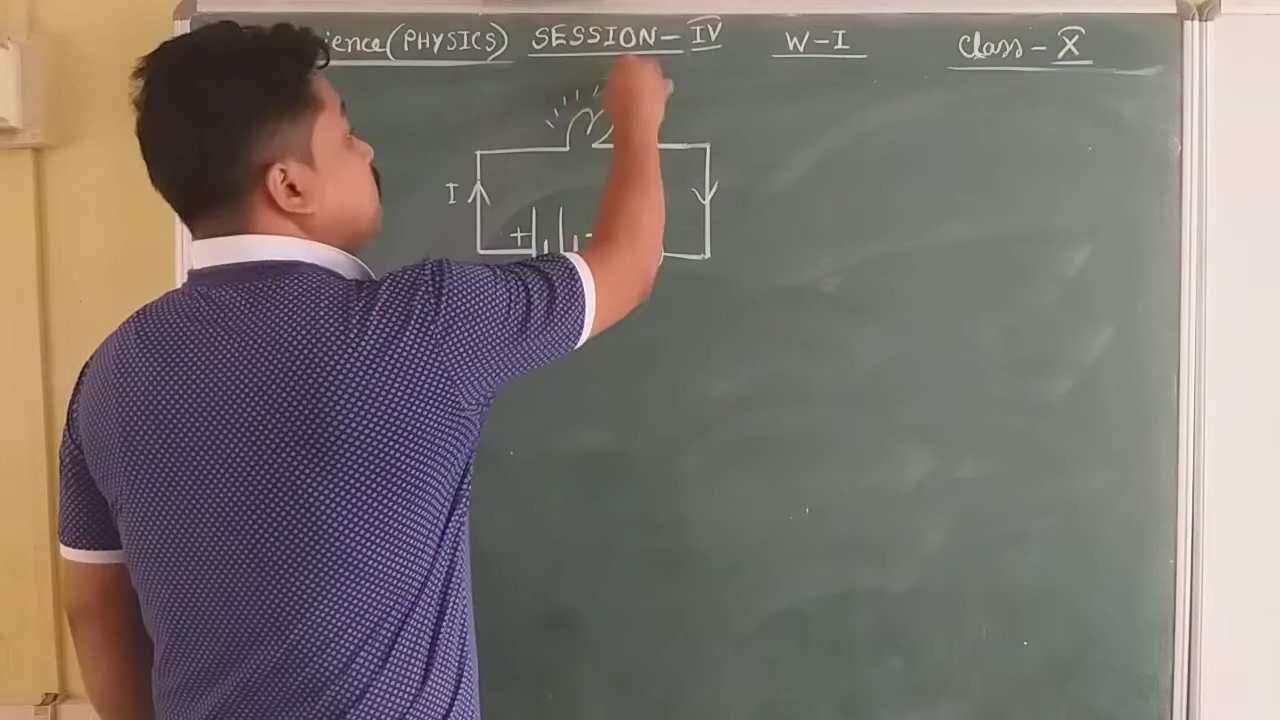 ience (PHYSICS) SESSION - IV W - I Class - X
I
+ -